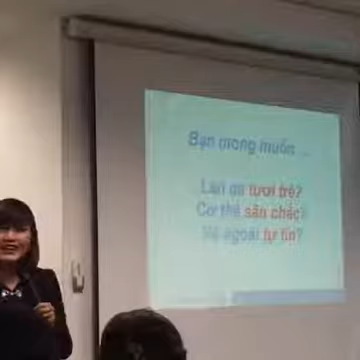 Bạn mong muốn ...
Làn da tươi trẻ?
Cơ thể săn chắc?
Vẻ ngoài tự tin?